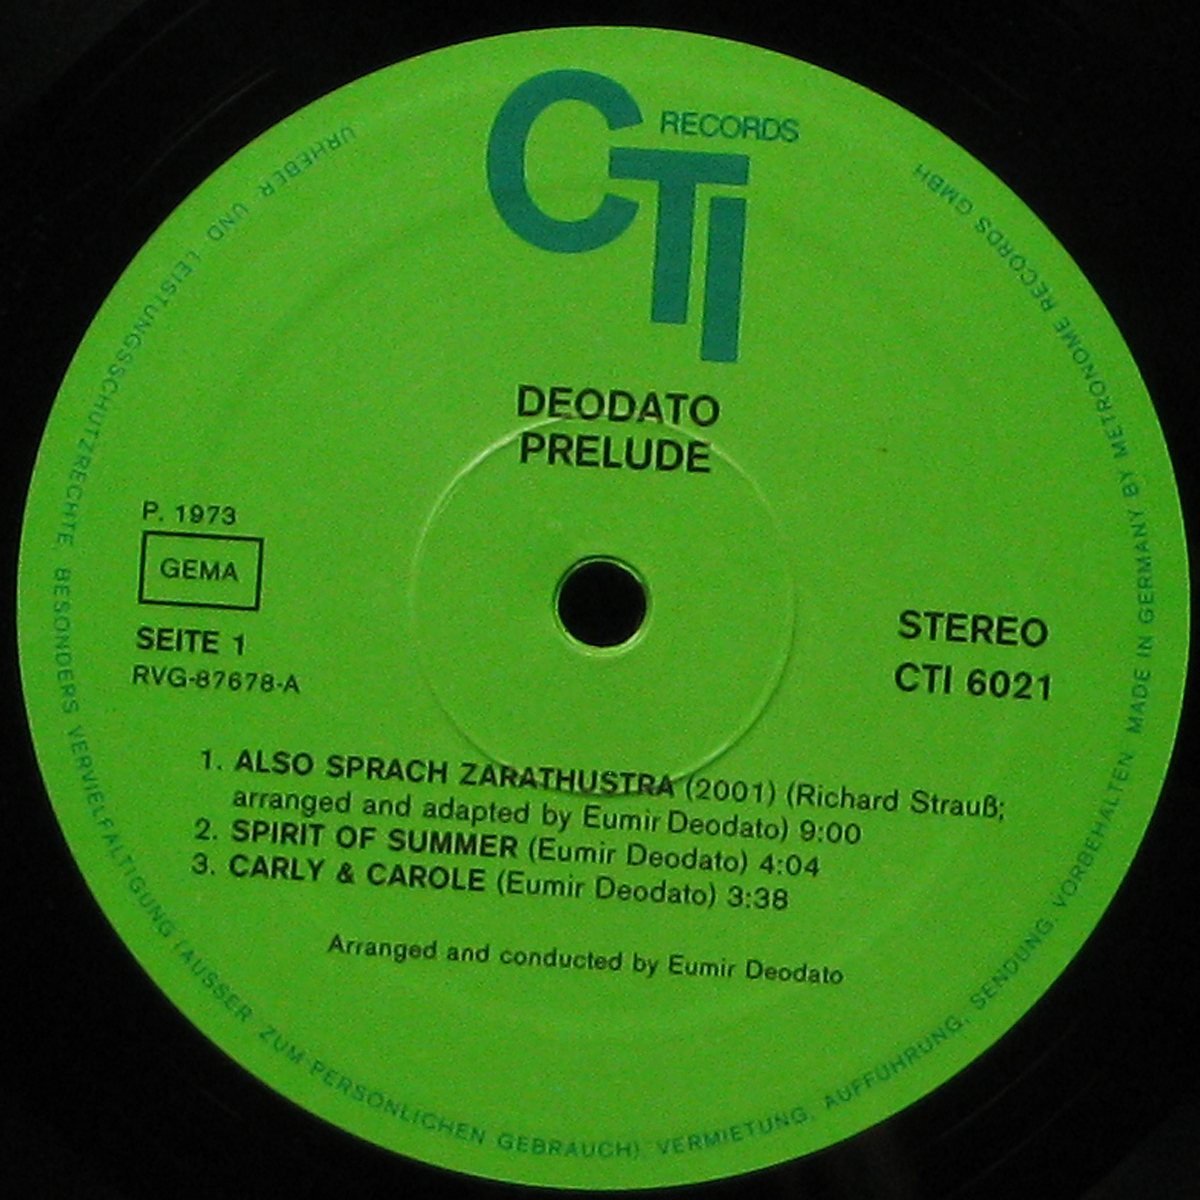 CTI RECORDS
DEODATO
PRELUDE
P. 1973
GEMA
SEITE 1
RVG-87678-A
STEREO
CTI 6021
1. ALSO SPRACH ZARATHUSTRA (2001) (Richard Strauß;
arranged and adapted by Eumir Deodato) 9:00
2. SPIRIT OF SUMMER (Eumir Deodato) 4:04
3. CARLY & CAROLE (Eumir Deodato) 3:38
Arranged and conducted by Eumir Deodato
URHEBER UND LEISTUNGSSCHUTZRECHTE, BESONDERS VERVIELFÄLTIGUNG (AUSSER ZUM PERSÖNLICHEN GEBRAUCH), VERMIETUNG, AUFFÜHRUNG, SENDUNG, VORBEHALTEN MADE IN GERMANY BY METRONOME RECORDS GMBH